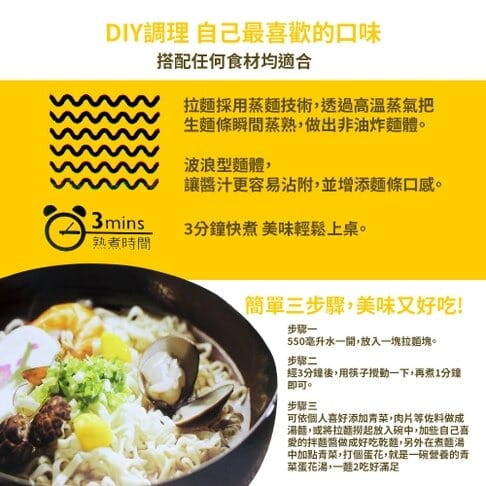 DIY調理 自己最喜歡的口味
搭配任何食材均適合
拉麵採用蒸麵技術,透過高溫蒸氣把
生麵條瞬間蒸熟,做出非油炸麵體。
波浪型麵體,
讓醬汁更容易沾附,並增添麵條口感。
3mins
熟煮時間
3分鐘快煮 美味輕鬆上桌。
簡單三步驟,美味又好吃!
步驟一
550毫升水一開,放入一塊拉麵塊。
步驟二
經3分鐘後,用筷子攪動一下,再煮1分鐘
即可。
步驟三
可依個人喜好添加青菜,肉片等佐料做成
湯麵,或將拉麵撈起放入碗中,加些自己喜
愛的拌麵醬做成好吃乾麵,另外在煮麵湯
中加點青菜,打個蛋花,就是一碗營養的青
菜蛋花湯,一麵2吃好滿足